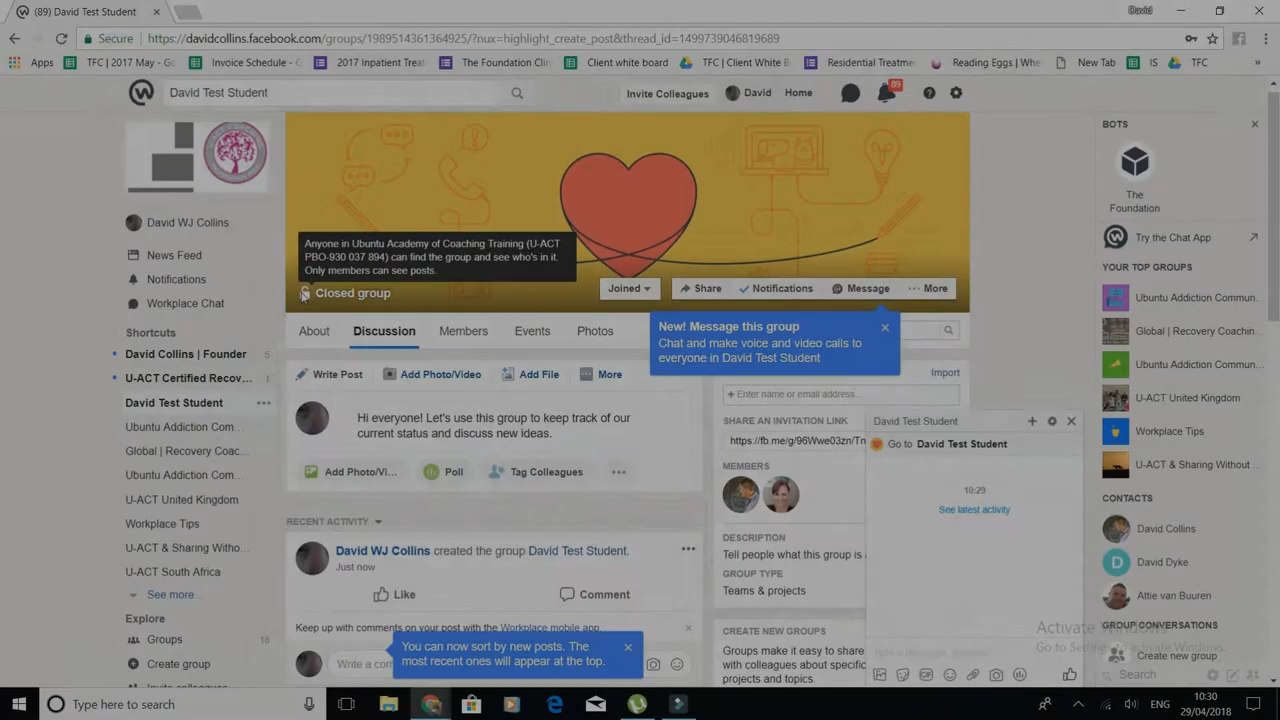 (89) David Test Student
David
Secure
https://davidcollins.facebook.com/groups/1989514361364925/?nux=highlight_create_post&thread_id=1499739046819689
Apps
TFC | 2017 May - Go
Invoice Schedule - G
2017 Inpatient Treat
The Foundation Clin
Client white board
TFC | Client White B
Residential Treatme
Reading Eggs | Whe
New Tab
IS
TFC
»
David Test Student
Invite Colleagues
David
Home
89
David WJ Collins
News Feed
Notifications
Workplace Chat
Shortcuts
David Collins | Founder 5
U-ACT Certified Recov... 1
David Test Student
Ubuntu Addiction Com...
Global | Recovery Coac...
Ubuntu Addiction Com...
U-ACT United Kingdom
Workplace Tips
U-ACT & Sharing Witho...
U-ACT South Africa
See more...
Explore
Groups 18
Create group
Invite colleagues
Anyone in Ubuntu Academy of Coaching Training (U-ACT
PBO-930 037 894) can find the group and see who's in it.
Only members can see posts.
Closed group
Joined
Share
Notifications
Message
More
About
Discussion
Members
Events
Photos
New! Message this group
Chat and make voice and video calls to
everyone in David Test Student
Write Post
Add Photo/Video
Add File
More
Hi everyone! Let's use this group to keep track of our
current status and discuss new ideas.
Add Photo/Vi...
Poll
Tag Colleagues
RECENT ACTIVITY
David WJ Collins created the group David Test Student.
Just now
Like
Comment
Keep up with comments on your post with the Workplace mobile app.
Write a com
You can now sort by new posts. The
most recent ones will appear at the top.
Import
+ Enter name or email address...
SHARE AN INVITATION LINK
https://fb.me/g/96Wwe03zn/Tn
MEMBERS
DESCRIPTION
Tell people what this group is a
GROUP TYPE
Teams & projects
CREATE NEW GROUPS
Groups make it easy to share
with colleagues about specific
projects and topics.
David Test Student
Go to David Test Student
10:29
See latest activity
Type a message...
BOTS
The
Foundation
Try the Chat App
YOUR TOP GROUPS
Ubuntu Addiction Commun...
Global | Recovery Coachin...
Ubuntu Addiction Commun...
U-ACT United Kingdom
Workplace Tips
U-ACT & Sharing Without ...
CONTACTS
David Collins
D
David Dyke
Attie van Buuren
GROUP CONVERSATIONS
Create new group
Search
Activate Windows
Go to Settings to activate Windows.
Type here to search
ENG
10:30
29/04/2018